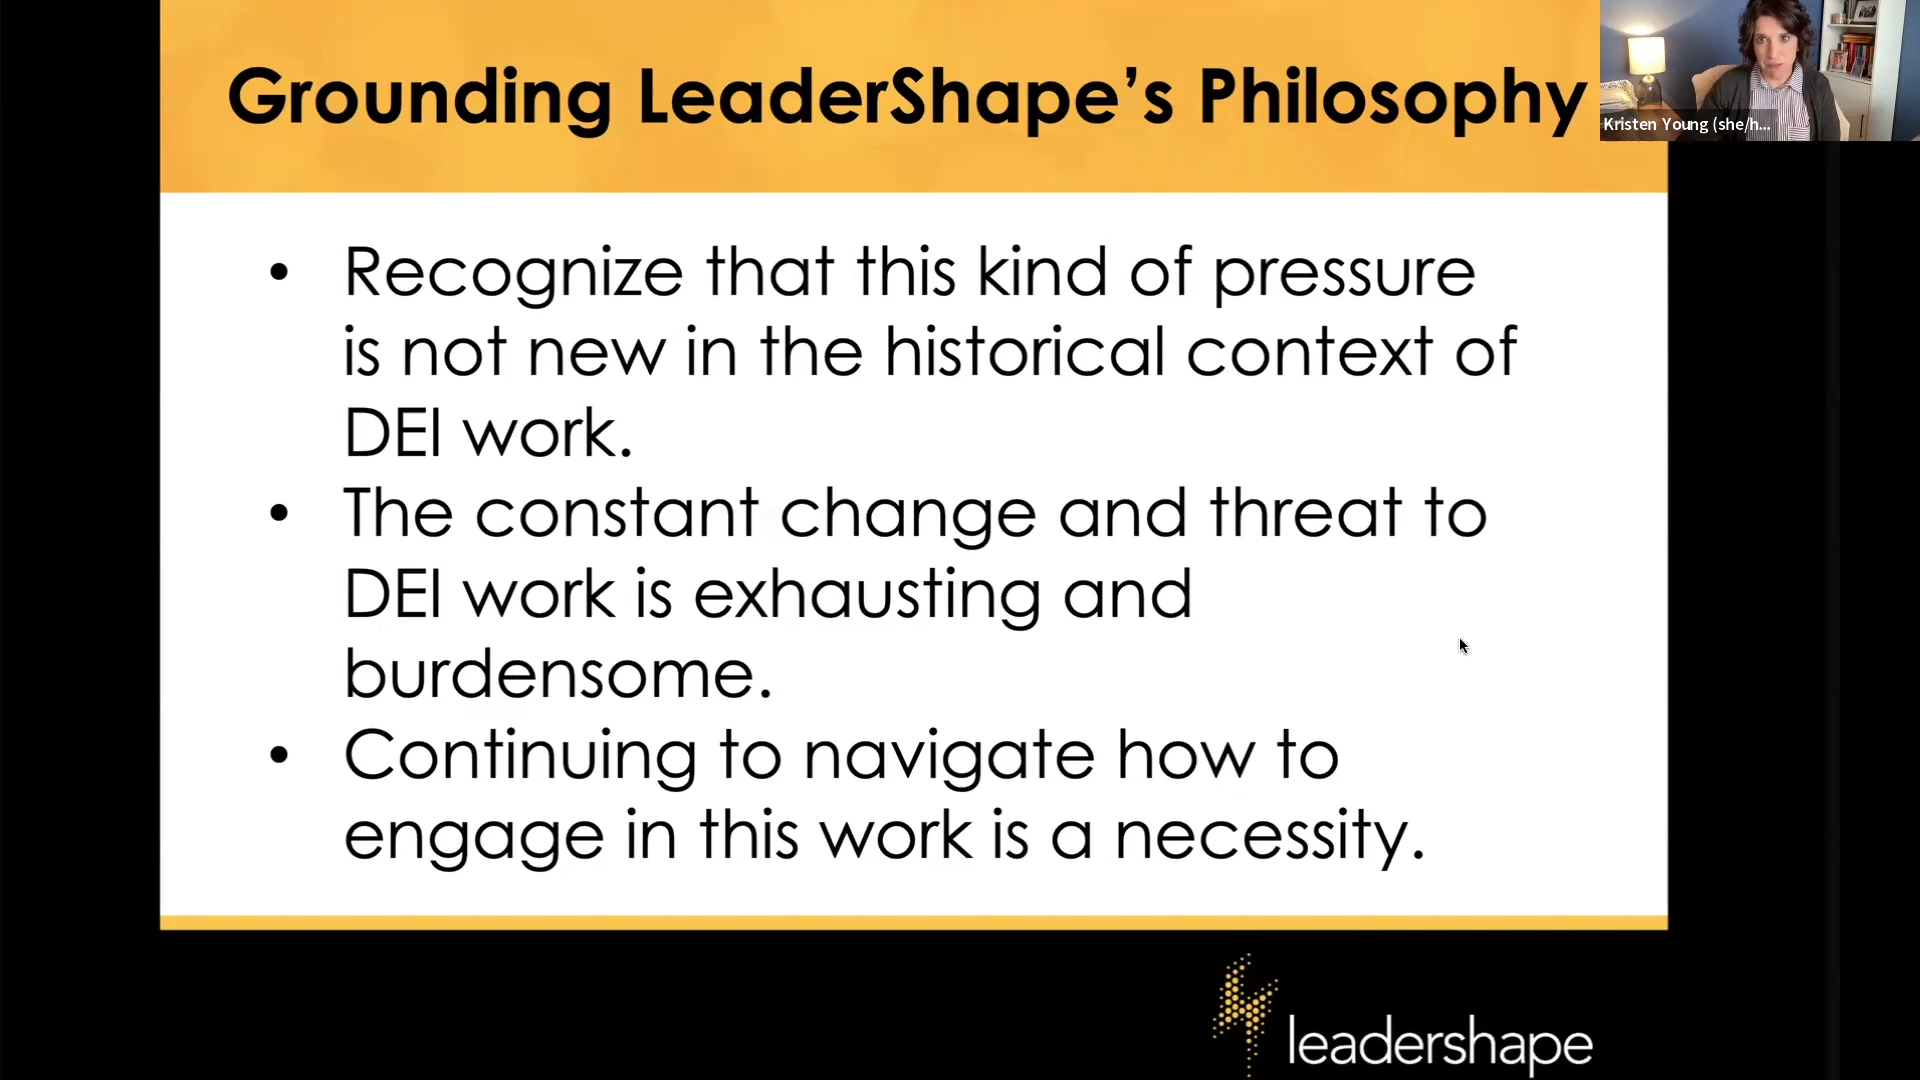 Grounding LeaderShape’s Philosophy
Kristen Young (she/h...
• Recognize that this kind of pressure
is not new in the historical context of
DEI work.
• The constant change and threat to
DEI work is exhausting and
burdensome.
• Continuing to navigate how to
engage in this work is a necessity.
leadershape